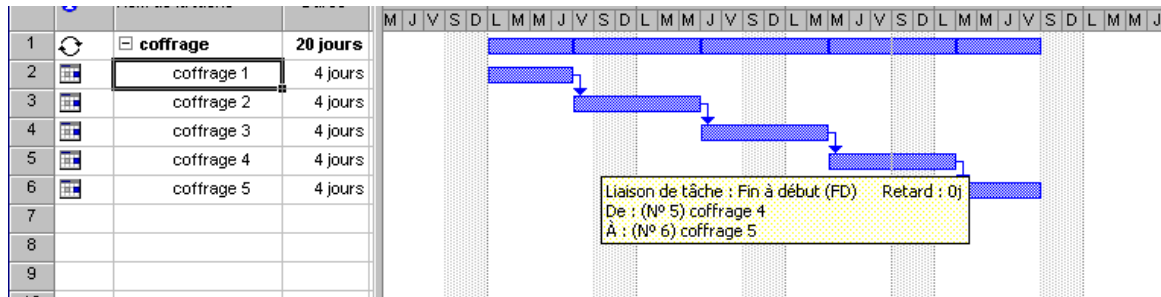 M J V S D L M M J V S D L M M J V S D L M M J V S D L M M J V S D L M M J
1 coffrage 20 jours
2 coffrage 1 4 jours
3 coffrage 2 4 jours
4 coffrage 3 4 jours
5 coffrage 4 4 jours
6 coffrage 5 4 jours
7
8
9
Liaison de tâche : Fin à début (FD) Retard : 0j
De : (Nº 5) coffrage 4
À : (Nº 6) coffrage 5